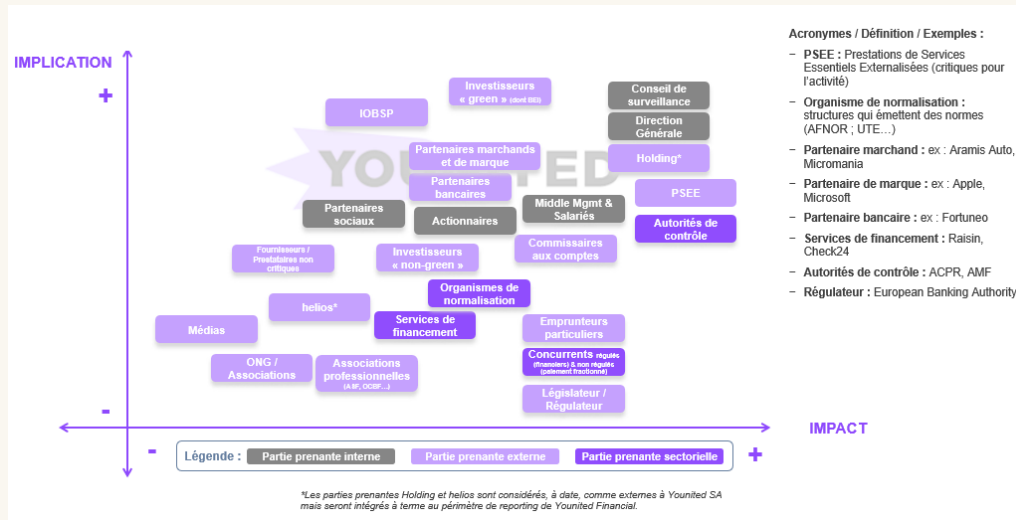 IMPLICATION
+
Investisseurs
« green » (dont BEI)
Conseil de
surveillance
IOBSP
Direction
Générale
Partenaires marchands
et de marque
Holding*
YOUNITED
Partenaires
bancaires
PSEE
Partenaires
sociaux
Actionnaires
Middle Mgmt &
Salariés
Autorités de
contrôle
Fournisseurs /
Prestataires non
critiques
Investisseurs
« non-green »
Commissaires
aux comptes
Organismes de
normalisation
helios*
Services de
financement
Médias
Emprunteurs
particuliers
ONG /
Associations
Associations
professionnelles
(AFIF, OCBF…)
Concurrents régulés
(financiers) & non régulés
(paiement fractionné)
Législateur /
Régulateur
-
IMPACT
-
+
Légende :
Partie prenante interne
Partie prenante externe
Partie prenante sectorielle
*Les parties prenantes Holding et helios sont considérés, à date, comme externes à Younited SA
mais seront intégrés à terme au périmètre de reporting de Younited Financial.
Acronymes / Définition / Exemples :
− PSEE : Prestations de Services
Essentiels Externalisées (critiques pour
l'activité)
− Organisme de normalisation :
structures qui émettent des normes
(AFNOR ; UTE…)
− Partenaire marchand : ex : Aramis Auto,
Micromania
− Partenaire de marque : ex : Apple,
Microsoft
− Partenaire bancaire : ex : Fortuneo
− Services de financement : Raisin,
Check24
− Autorités de contrôle : ACPR, AMF
− Régulateur : European Banking Authority